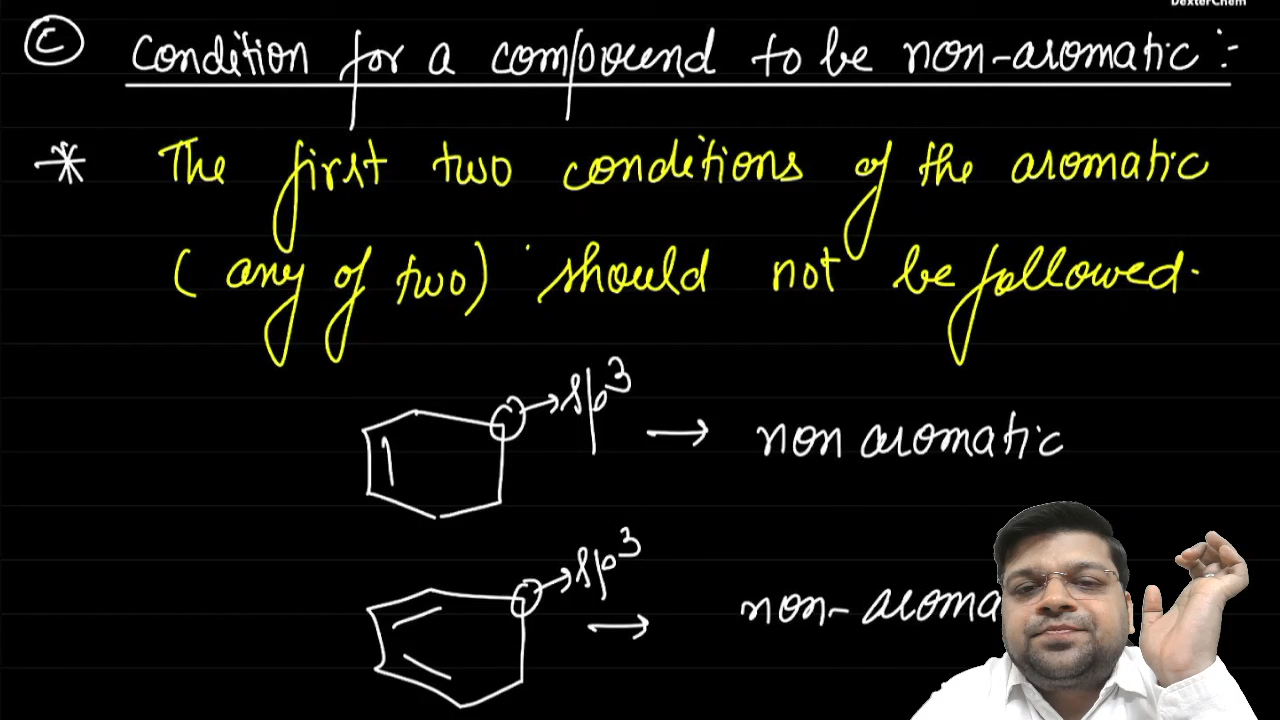 DexterChem
C Condition for a compound to be non-aromatic :-
* The first two conditions of the aromatic
( any of two) should not be followed.
sp3 → non aromatic
sp3 → non- aroma